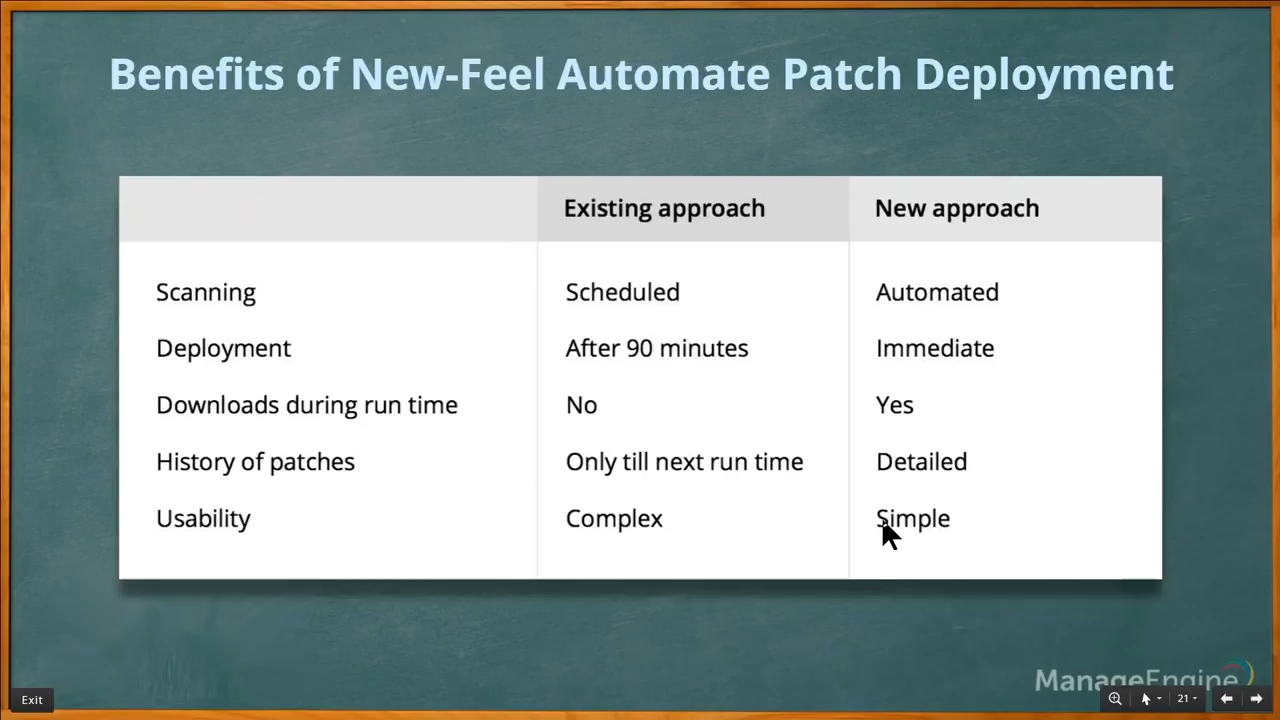 Benefits of New-Feel Automate Patch Deployment
Existing approach New approach
Scanning Scheduled Automated
Deployment After 90 minutes Immediate
Downloads during run time No Yes
History of patches Only till next run time Detailed
Usability Complex Simple
ManageEngine
Exit 21